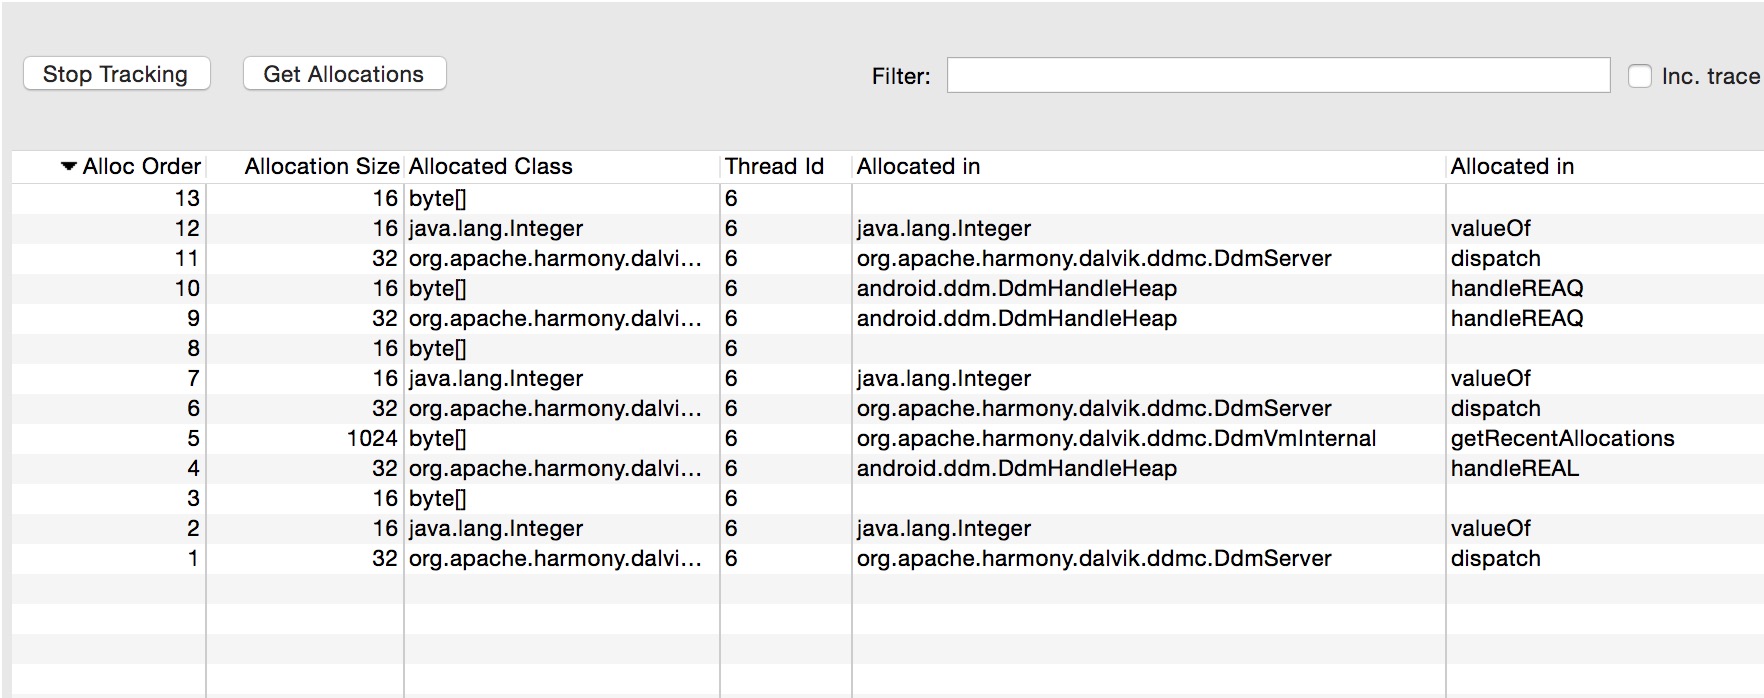 Stop Tracking Get Allocations Filter: Inc. trace
Alloc Order Allocation Size Allocated Class Thread Id Allocated in Allocated in
13 16 byte[] 6
12 16 java.lang.Integer 6 java.lang.Integer valueOf
11 32 org.apache.harmony.dalvi... 6 org.apache.harmony.dalvik.ddmc.DdmServer dispatch
10 16 byte[] 6 android.ddm.DdmHandleHeap handleREAQ
9 32 org.apache.harmony.dalvi... 6 android.ddm.DdmHandleHeap handleREAQ
8 16 byte[] 6
7 16 java.lang.Integer 6 java.lang.Integer valueOf
6 32 org.apache.harmony.dalvi... 6 org.apache.harmony.dalvik.ddmc.DdmServer dispatch
5 1024 byte[] 6 org.apache.harmony.dalvik.ddmc.DdmVmInternal getRecentAllocations
4 32 org.apache.harmony.dalvi... 6 android.ddm.DdmHandleHeap handleREAL
3 16 byte[] 6
2 16 java.lang.Integer 6 java.lang.Integer valueOf
1 32 org.apache.harmony.dalvi... 6 org.apache.harmony.dalvik.ddmc.DdmServer dispatch